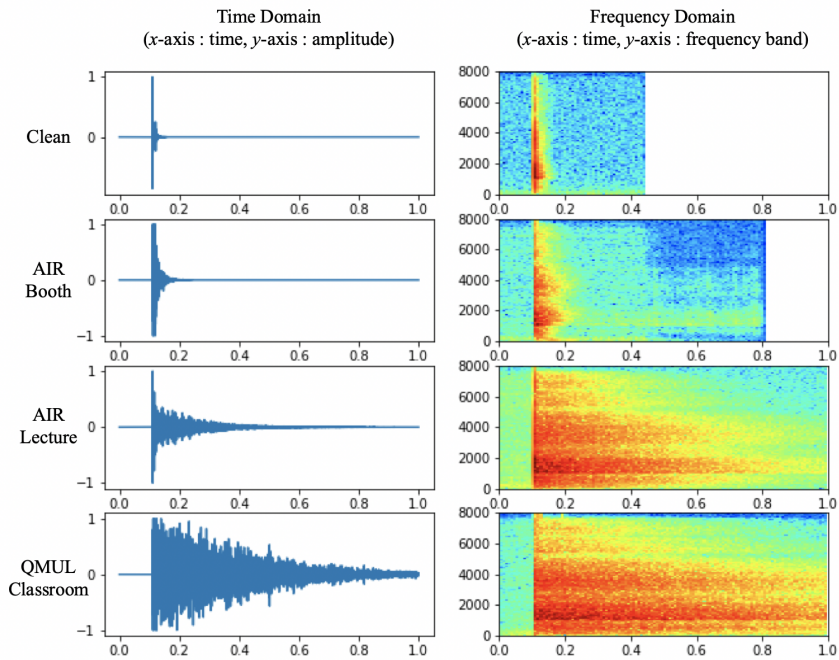 Time Domain
(x-axis : time, y-axis : amplitude)
Frequency Domain
(x-axis : time, y-axis : frequency band)
Clean
1
0
0.0 0.2 0.4 0.6 0.8 1.0
8000
6000
4000
2000
0
0.0 0.2 0.4 0.6 0.8 1.0
AIR
Booth
1
0
−1
0.0 0.2 0.4 0.6 0.8 1.0
8000
6000
4000
2000
0
0.0 0.2 0.4 0.6 0.8 1.0
AIR
Lecture
1
0
−1
0.0 0.2 0.4 0.6 0.8 1.0
8000
6000
4000
2000
0
0.0 0.2 0.4 0.6 0.8 1.0
QMUL
Classroom
1
0
−1
0.0 0.2 0.4 0.6 0.8 1.0
8000
6000
4000
2000
0
0.0 0.2 0.4 0.6 0.8 1.0